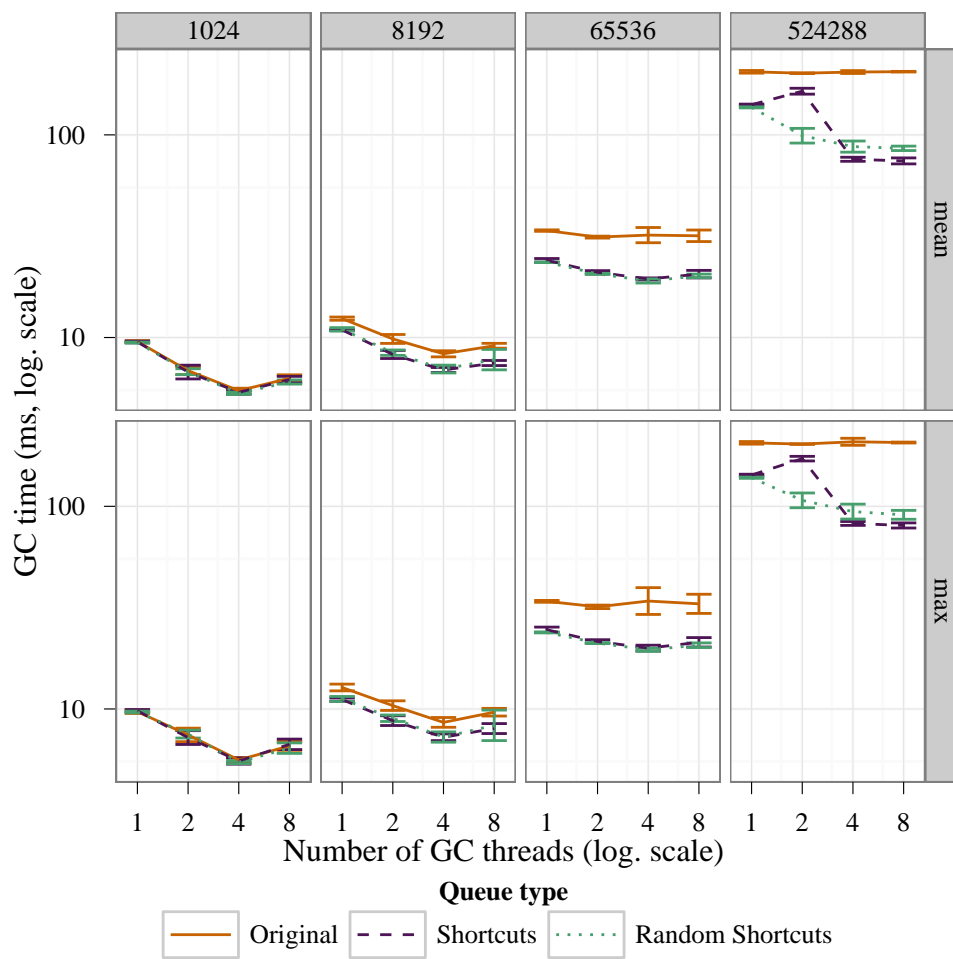 1024 8192 65536 524288
100
10
mean
100
10
max
GC time (ms, log. scale)
1 2 4 8 1 2 4 8 1 2 4 8 1 2 4 8
Number of GC threads (log. scale)
Queue type
Original Shortcuts Random Shortcuts